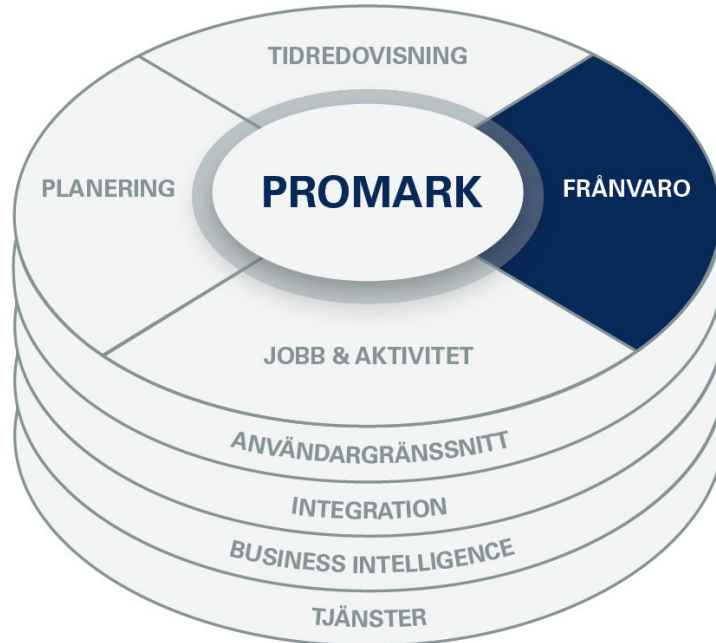 TIDREDOVISNING
PLANERING
PROMARK
FRÅNVARO
JOBB & AKTIVITET
ANVÄNDARGRÄNSSNITT
INTEGRATION
BUSINESS INTELLIGENCE
TJÄNSTER